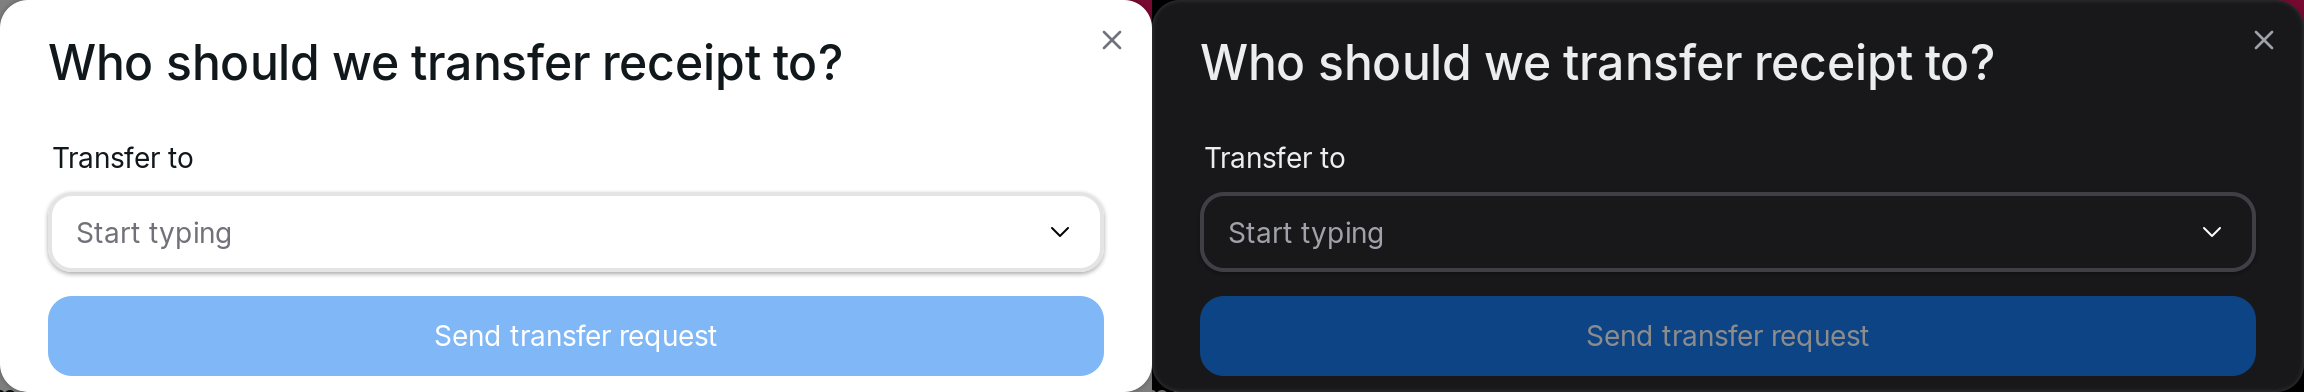 Who should we transfer receipt to?
Transfer to
Start typing
Send transfer request
Who should we transfer receipt to?
Transfer to
Start typing
Send transfer request